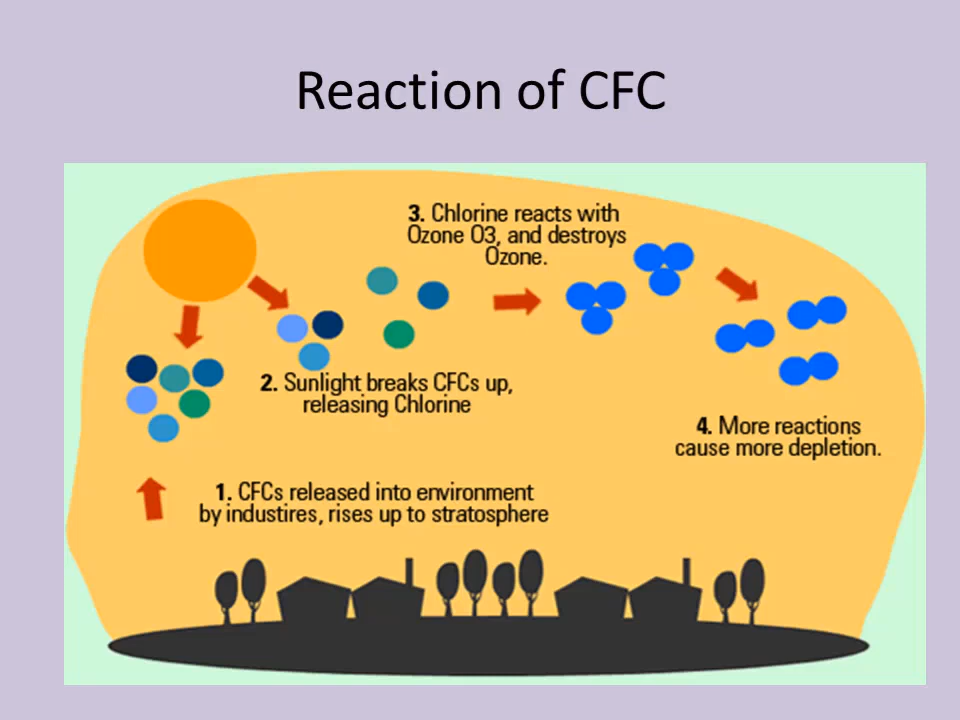 Reaction of CFC
3. Chlorine reacts with
Ozone O3, and destroys
Ozone.
2. Sunlight breaks CFCs up,
releasing Chlorine
4. More reactions
cause more depletion.
1. CFCs released into environment
by industires, rises up to stratosphere